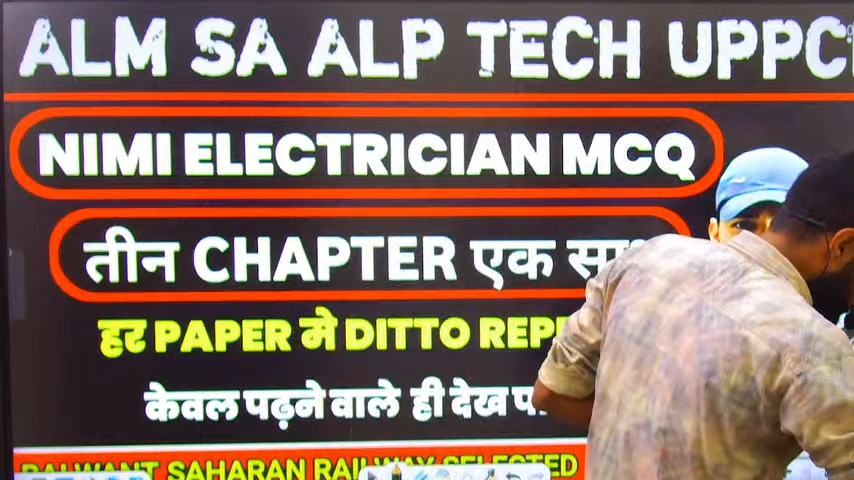 ALM SA ALP TECH UPPC
NIMI ELECTRICIAN MCQ
तीन CHAPTER एक
हर PAPER मे DITTO
केवल पढ़ने वाले ही देख
SAHARAN RAILWAY SELECTED